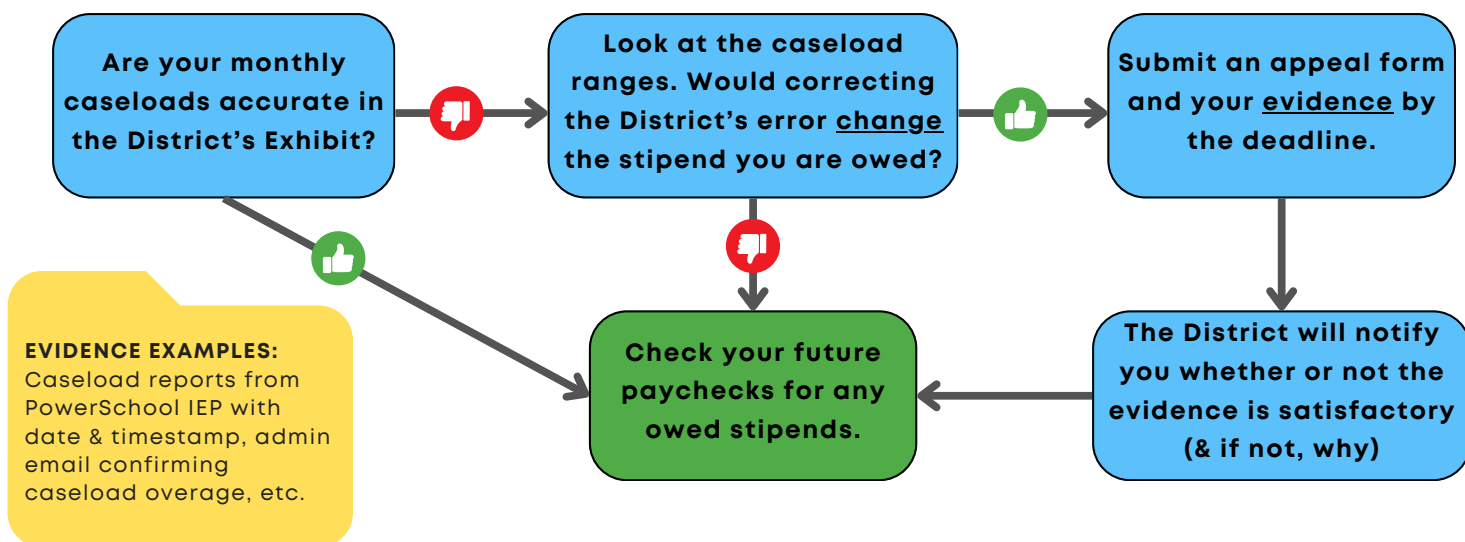 Are your monthly
caseloads accurate in
the District's Exhibit?
Look at the caseload
ranges. Would correcting
the District's error change
the stipend you are owed?
Submit an appeal form
and your evidence by
the deadline.
EVIDENCE EXAMPLES:
Caseload reports from
PowerSchool IEP with
date & timestamp, admin
email confirming
caseload overage, etc.
Check your future
paychecks for any
owed stipends.
The District will notify
you whether or not the
evidence is satisfactory
(& if not, why)